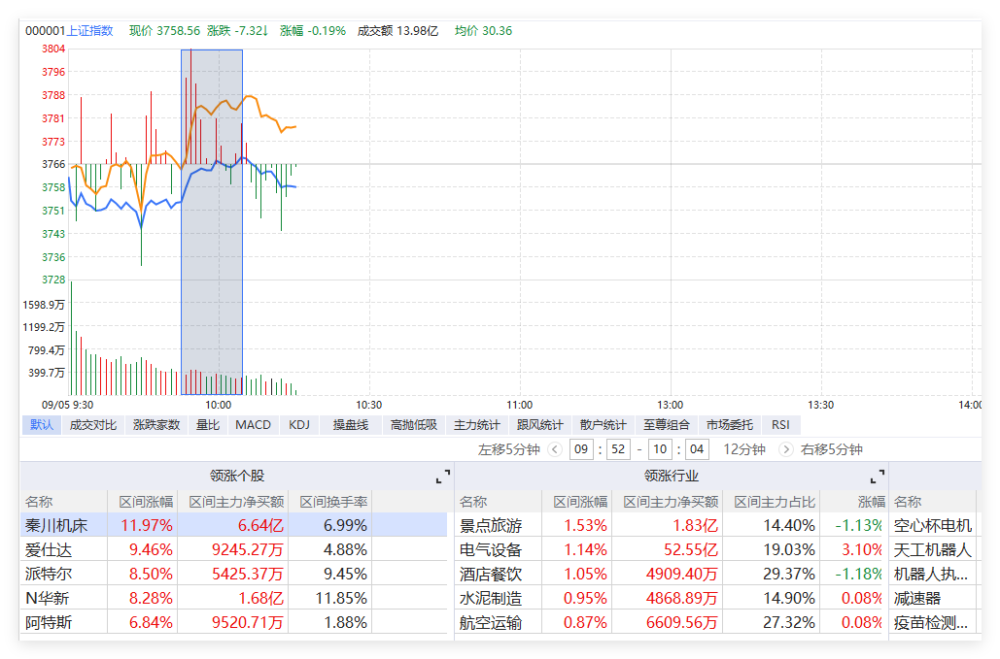 000001上证指数 现价 3758.56 涨跌 -7.32↓ 涨幅 -0.19% 成交额 13.98亿 均价 30.36
3804
3796
3788
3781
3773
3766
3758
3751
3743
3736
3728
1598.9万
1199.2万
799.4万
399.7万
09/05 9:30 10:00 10:30 11:00 13:00 13:30 14:00
默认 成交对比 涨跌家数 量比 MACD KDJ 操盘线 高抛低吸 主力统计 跟风统计 散户统计 至尊组合 市场委托 RSI
左移5分钟 09 : 52 - 10 : 04 12分钟 右移5分钟
领涨个股 领涨行业
名称 区间涨幅 区间主力净买额 区间换手率 名称 区间涨幅 区间主力净买额 区间主力占比 涨幅 名称
秦川机床 11.97% 6.64亿 6.99% 景点旅游 1.53% 1.83亿 14.40% -1.13% 空心杯电机
爱仕达 9.46% 9245.27万 4.88% 电气设备 1.14% 52.55亿 19.03% 3.10% 天工机器人
派特尔 8.50% 5425.37万 9.45% 酒店餐饮 1.05% 4909.40万 29.37% -1.18% 机器人执...
N华新 8.28% 1.68亿 11.85% 水泥制造 0.95% 4868.89万 14.90% 0.08% 减速器
阿特斯 6.84% 9520.71万 1.88% 航空运输 0.87% 6609.56万 27.32% 0.08% 疫苗检测...